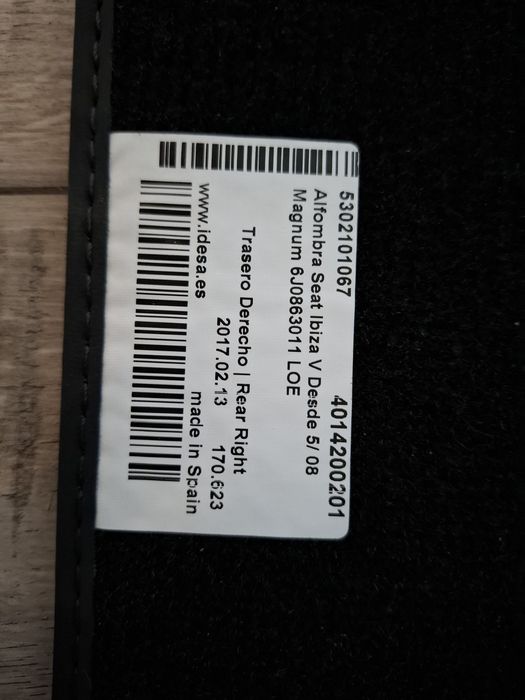 5302101067 4014200201
Alfombra Seat Ibiza V Desde 5/ 08
Magnum 6J0863011 LOE
Trasero Derecho | Rear Right
2017.02.13 170.623
www.idesa.es made in Spain